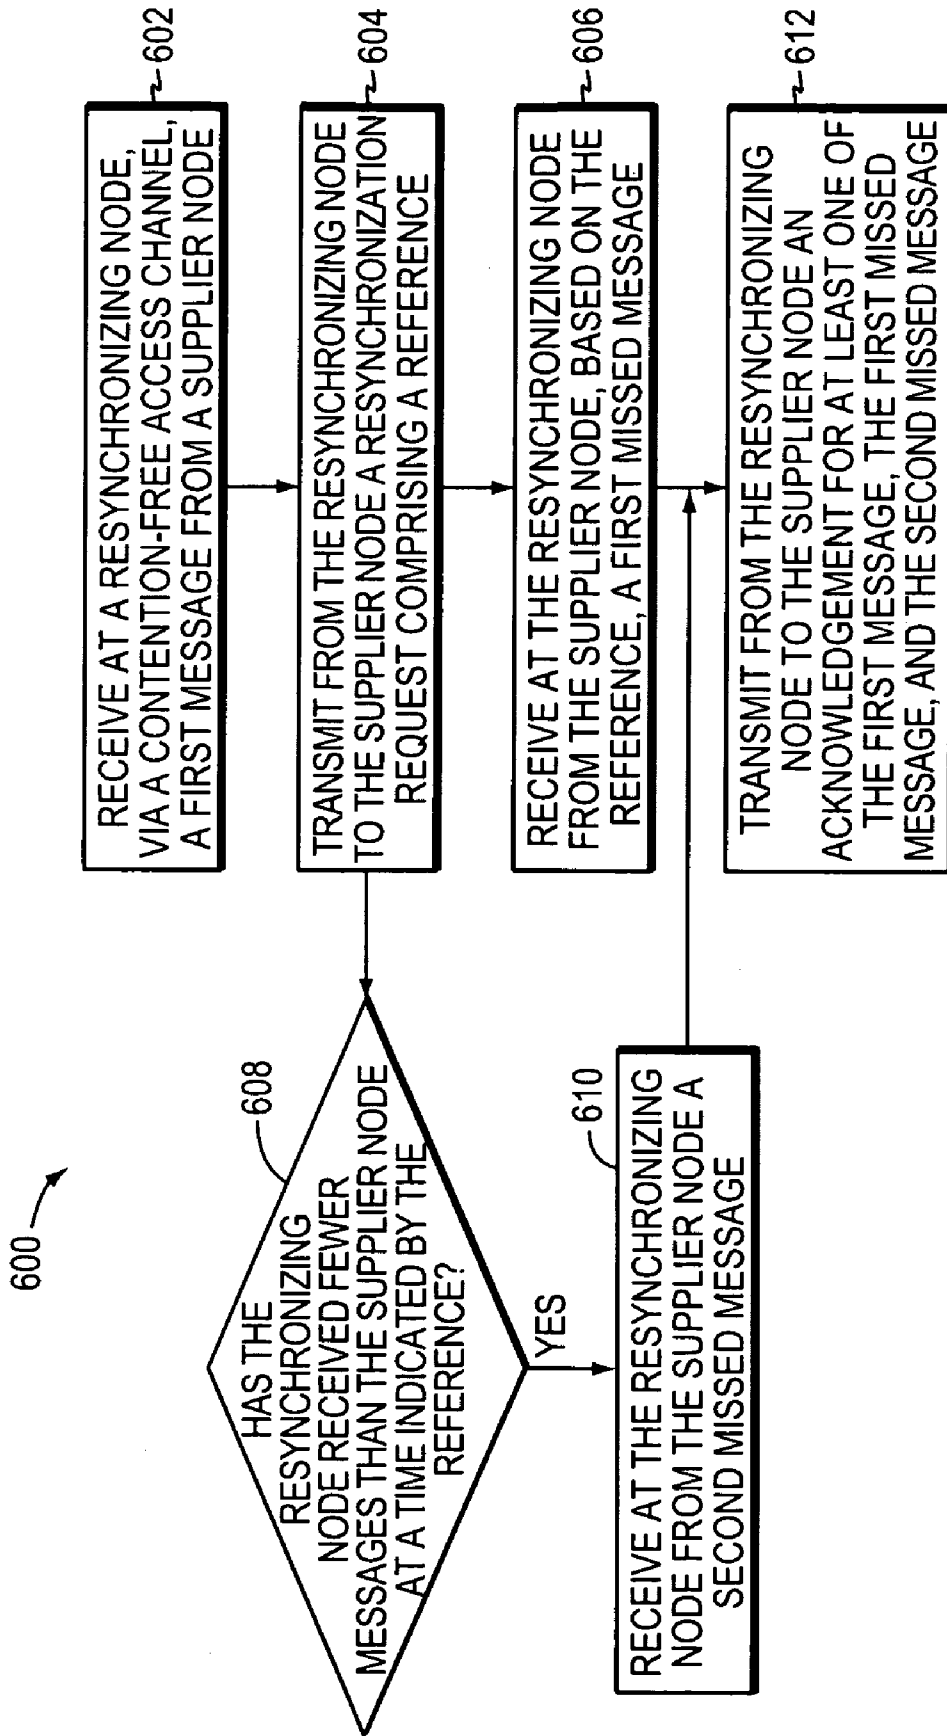 600
RECEIVE AT A RESYNCHRONIZING NODE,
VIA A CONTENTION-FREE ACCESS CHANNEL,
A FIRST MESSAGE FROM A SUPPLIER NODE
602
TRANSMIT FROM THE RESYNCHRONIZING NODE
TO THE SUPPLIER NODE A RESYNCHRONIZATION
REQUEST COMPRISING A REFERENCE
604
HAS THE
RESYNCHRONIZING
NODE RECEIVED FEWER
MESSAGES THAN THE SUPPLIER NODE
AT A TIME INDICATED BY THE
REFERENCE?
608
YES
RECEIVE AT THE RESYNCHRONIZING NODE
FROM THE SUPPLIER NODE, BASED ON THE
REFERENCE, A FIRST MISSED MESSAGE
606
RECEIVE AT THE RESYNCHRONIZING
NODE FROM THE SUPPLIER NODE A
SECOND MISSED MESSAGE
610
TRANSMIT FROM THE RESYNCHRONIZING
NODE TO THE SUPPLIER NODE AN
ACKNOWLEDGEMENT FOR AT LEAST ONE OF
THE FIRST MESSAGE, THE FIRST MISSED
MESSAGE, AND THE SECOND MISSED MESSAGE
612